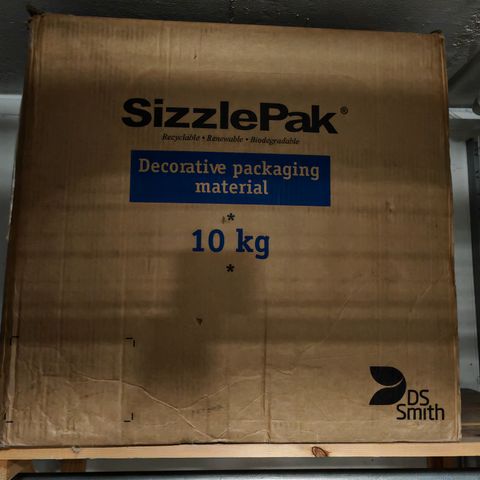 SizzlePak®
Recyclable • Renewable • Biodegradable
Decorative packaging
material
*
10 kg
*
DS
Smith